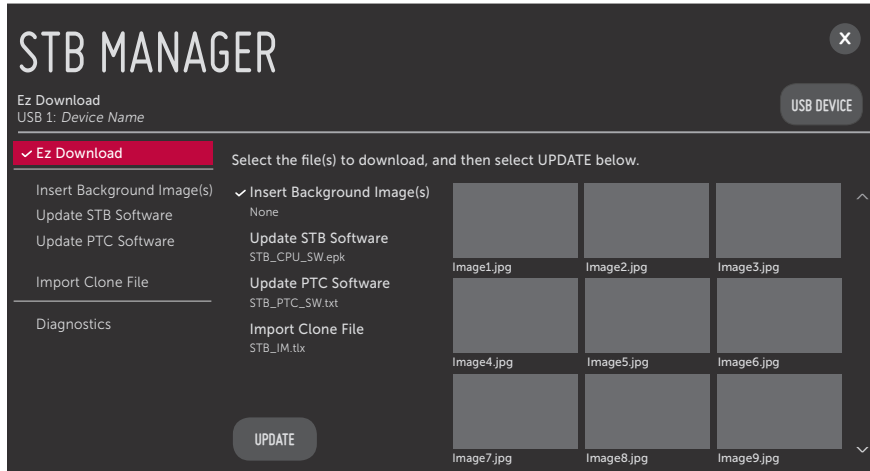 STB MANAGER
X
Ez Download
USB 1: Device Name
USB DEVICE
Ez Download
Insert Background Image(s)
Update STB Software
Update PTC Software
Import Clone File
Diagnostics
Select the file(s) to download, and then select UPDATE below.
Insert Background Image(s)
None
Update STB Software
STB_CPU_SW.epk
Update PTC Software
STB_PTC_SW.txt
Import Clone File
STB_IM.tlx
UPDATE
Image1.jpg Image2.jpg Image3.jpg
Image4.jpg Image5.jpg Image6.jpg
Image7.jpg Image8.jpg Image9.jpg